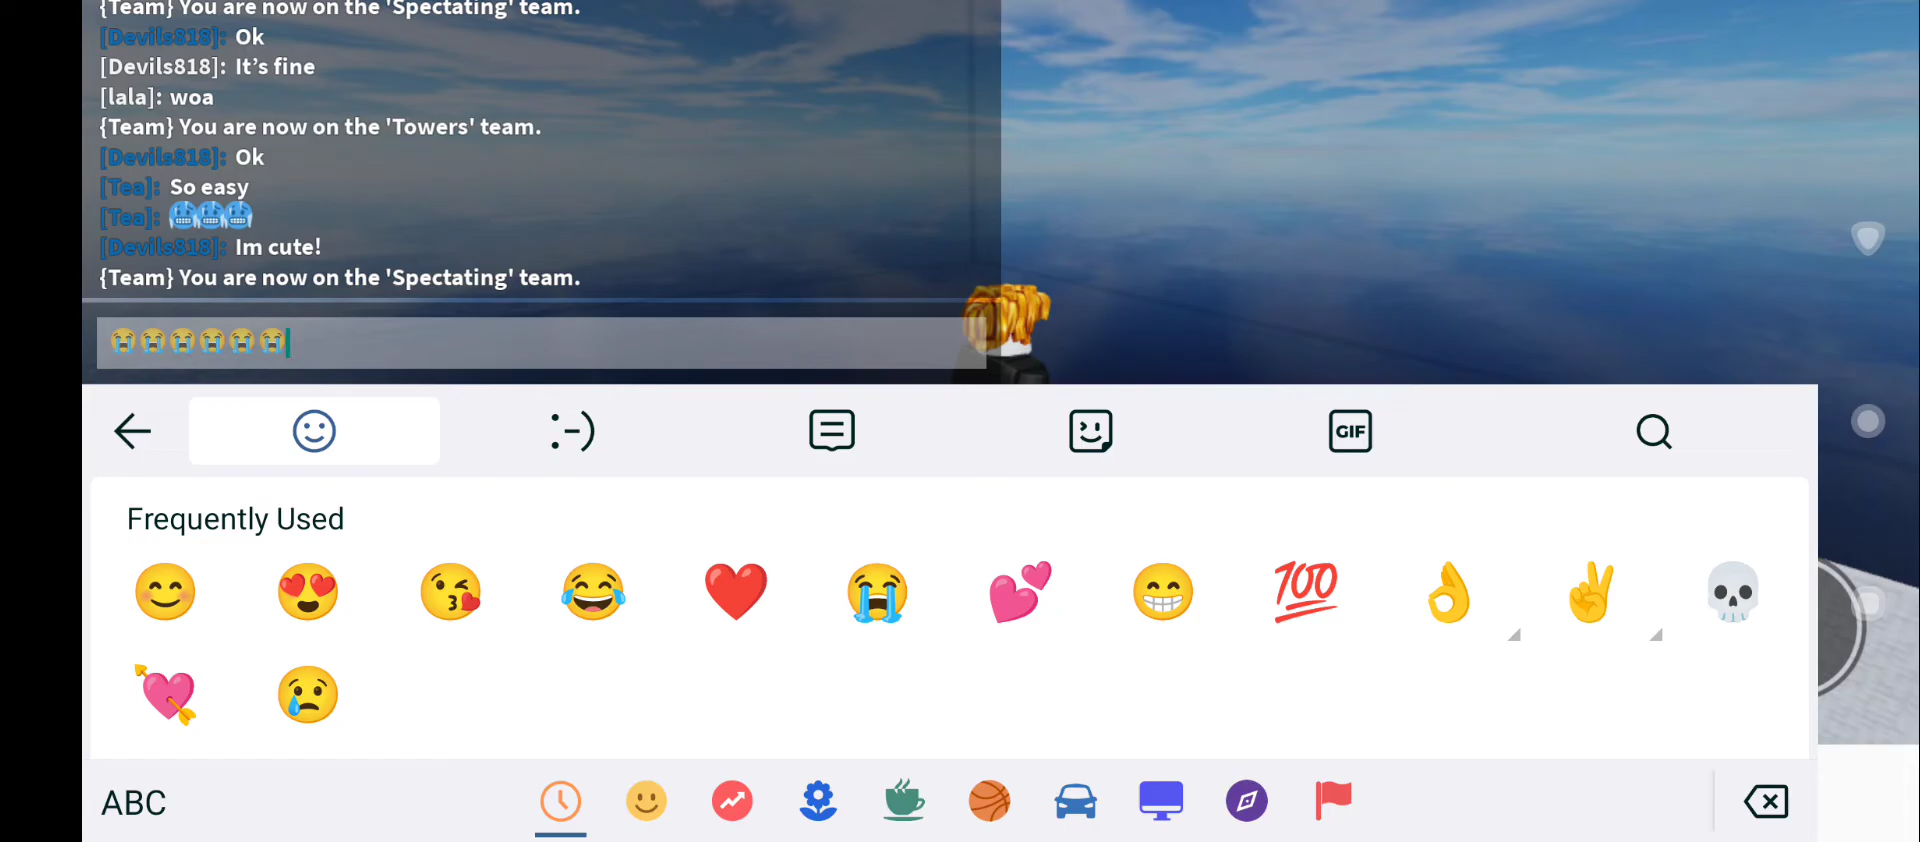 {Team} You are now on the 'Spectating' team.
[Devils818]: Ok
[Devils818]: It’s fine
[lala]: woa
{Team} You are now on the 'Towers' team.
[Devils818]: Ok
[Tea]: So easy
[Tea]: 🥶🥶🥶
[Devils818]: Im cute!
{Team} You are now on the 'Spectating' team.
😭😭😭😭😭😭
:-)
GIF
Frequently Used
💯
ABC